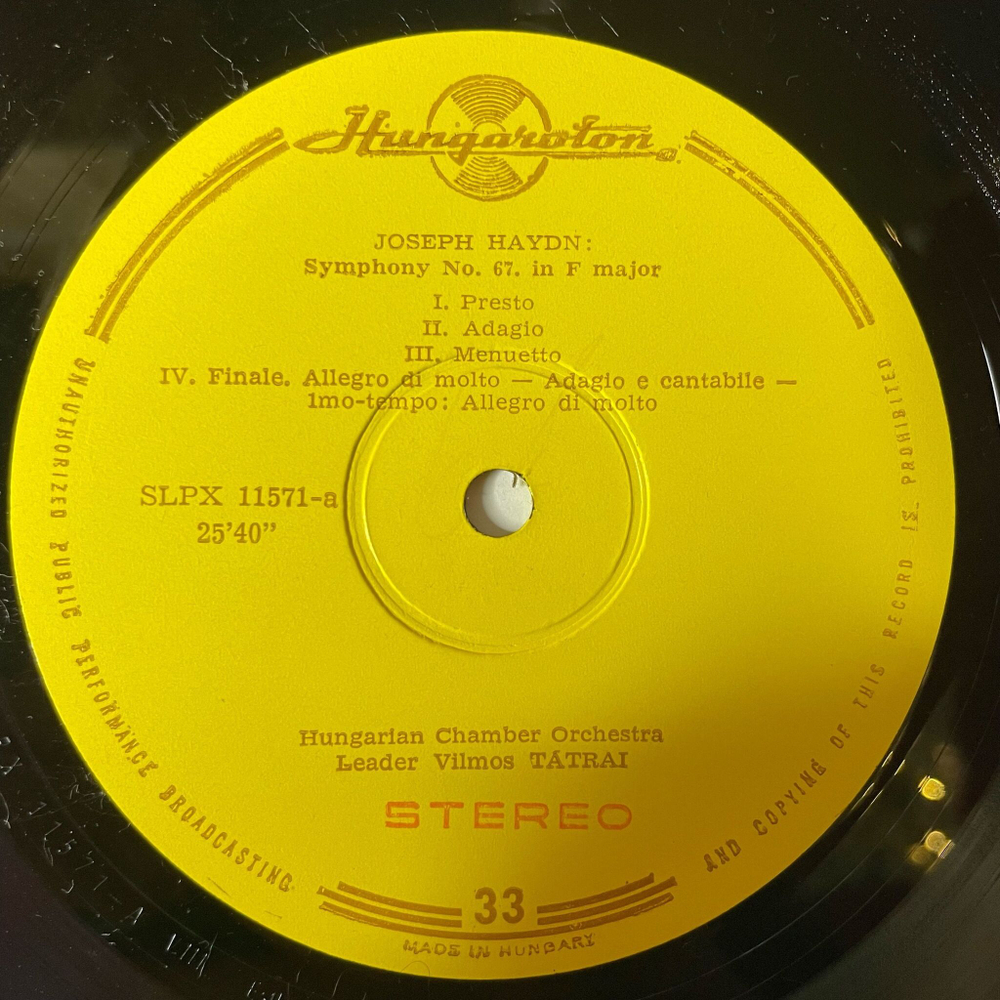 Hungaroton
JOSEPH HAYDN:
Symphony No. 67. in F major
I. Presto
II. Adagio
III. Menuetto
IV. Finale. Allegro di molto — Adagio e cantabile —
1mo-tempo: Allegro di molto
SLPX 11571-a
25'40”
Hungarian Chamber Orchestra
Leader Vilmos TÁTRAI
STEREO
33
MADE IN HUNGARY
UNAUTHORIZED PUBLIC PERFORMANCE BROADCASTING
AND COPYING OF THIS RECORD IS PROHIBITED